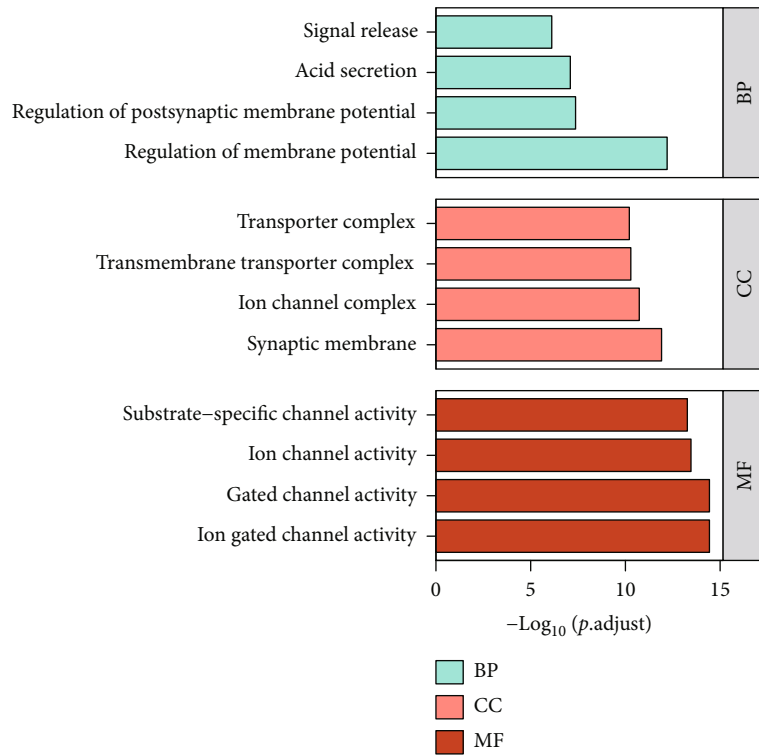 Signal release
Acid secretion
Regulation of postsynaptic membrane potential
Regulation of membrane potential
BP
Transporter complex
Transmembrane transporter complex
Ion channel complex
Synaptic membrane
CC
Substrate−specific channel activity
Ion channel activity
Gated channel activity
Ion gated channel activity
MF
0 5 10 15
−Log₁₀ (p.adjust)
BP
CC
MF